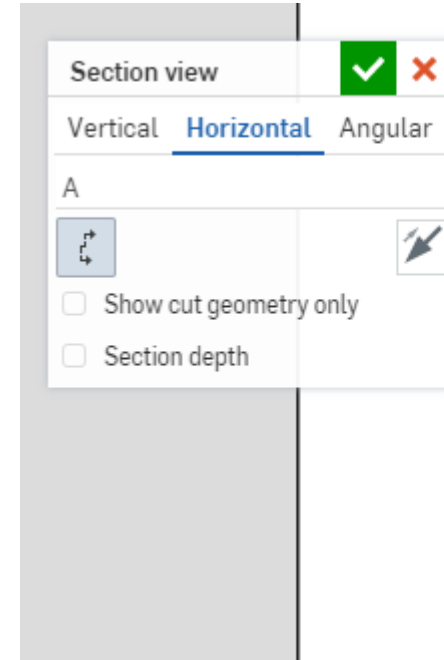 Section view
Vertical Horizontal Angular
A
Show cut geometry only
Section depth